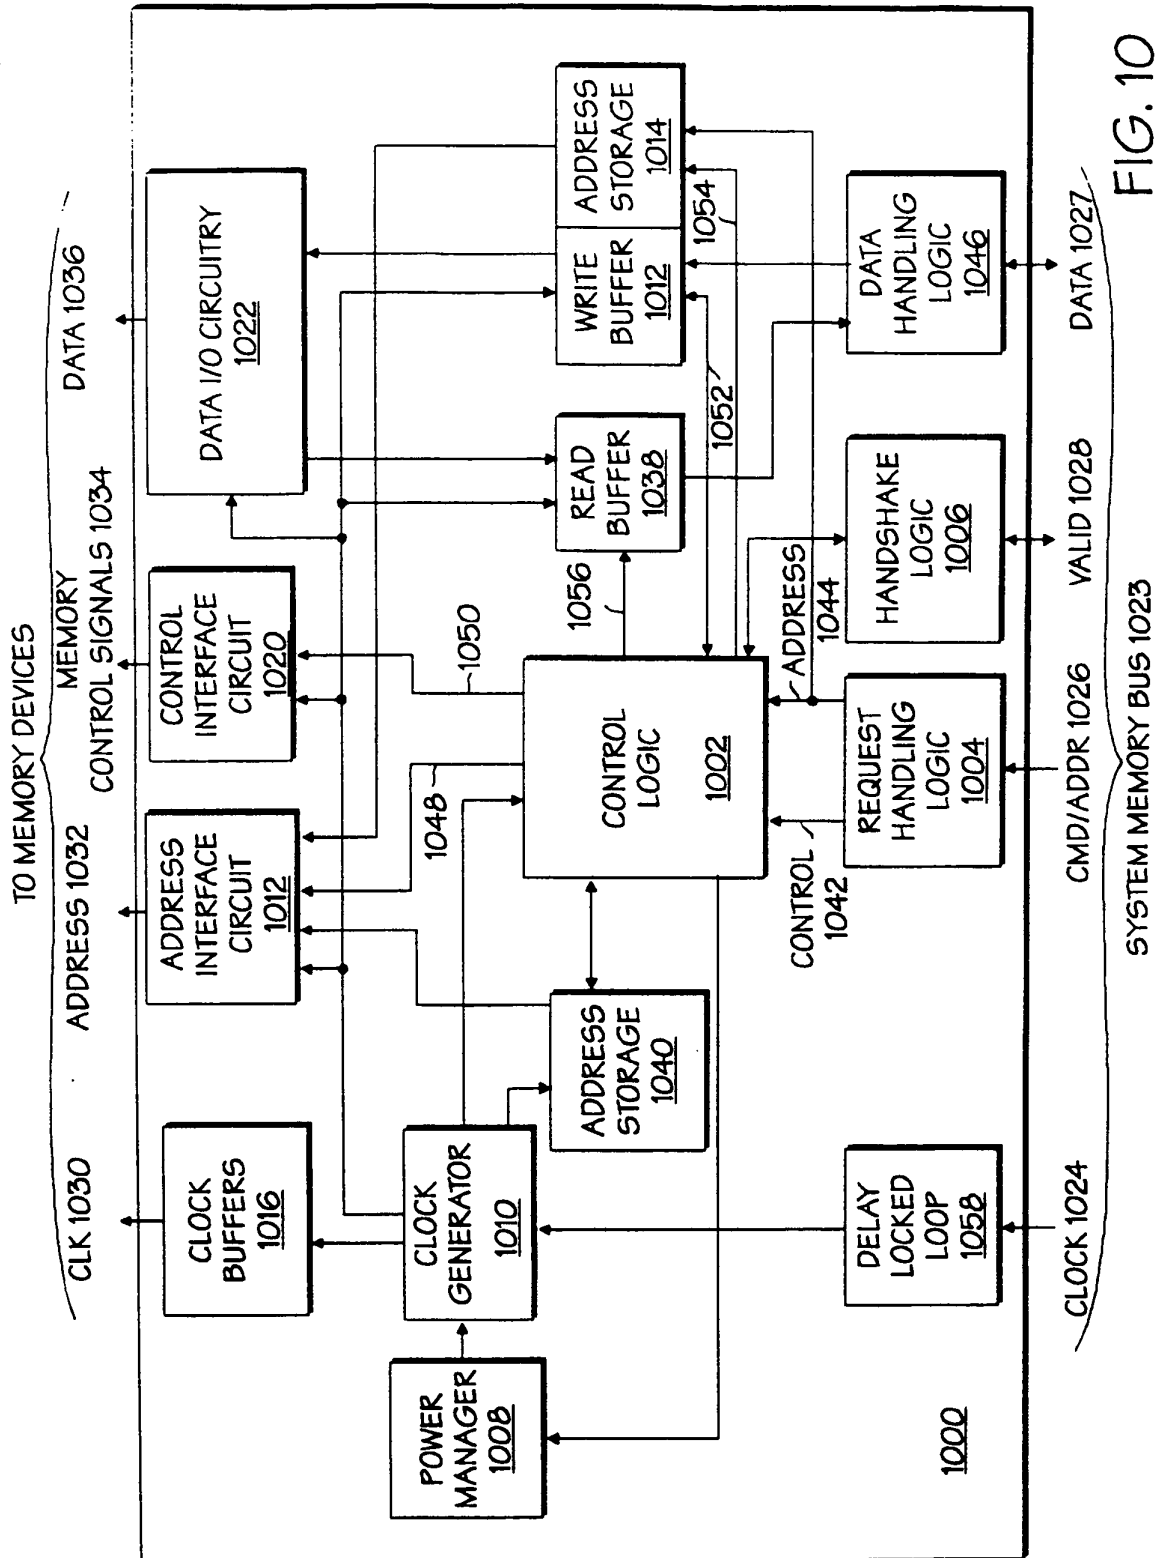 TO MEMORY DEVICES
CLK 1030
ADDRESS 1032
MEMORY
CONTROL SIGNALS 1034
DATA 1036
CLOCK
BUFFERS
1016
ADDRESS
INTERFACE
CIRCUIT
1012
CONTROL
INTERFACE
CIRCUIT
1020
DATA I/O CIRCUITRY
1022
POWER
MANAGER
1008
CLOCK
GENERATOR
1010
1048
1050
ADDRESS
STORAGE
1040
CONTROL
LOGIC
1002
1056
READ
BUFFER
1038
WRITE
BUFFER
1012
ADDRESS
STORAGE
1014
1052
1054
CONTROL
1042
ADDRESS
1044
DELAY
LOCKED
LOOP
1058
REQUEST
HANDLING
LOGIC
1004
HANDSHAKE
LOGIC
1006
DATA
HANDLING
LOGIC
1046
1000
CLOCK 1024
CMD/ADDR 1026
VALID 1028
DATA 1027
SYSTEM MEMORY BUS 1023
FIG. 10